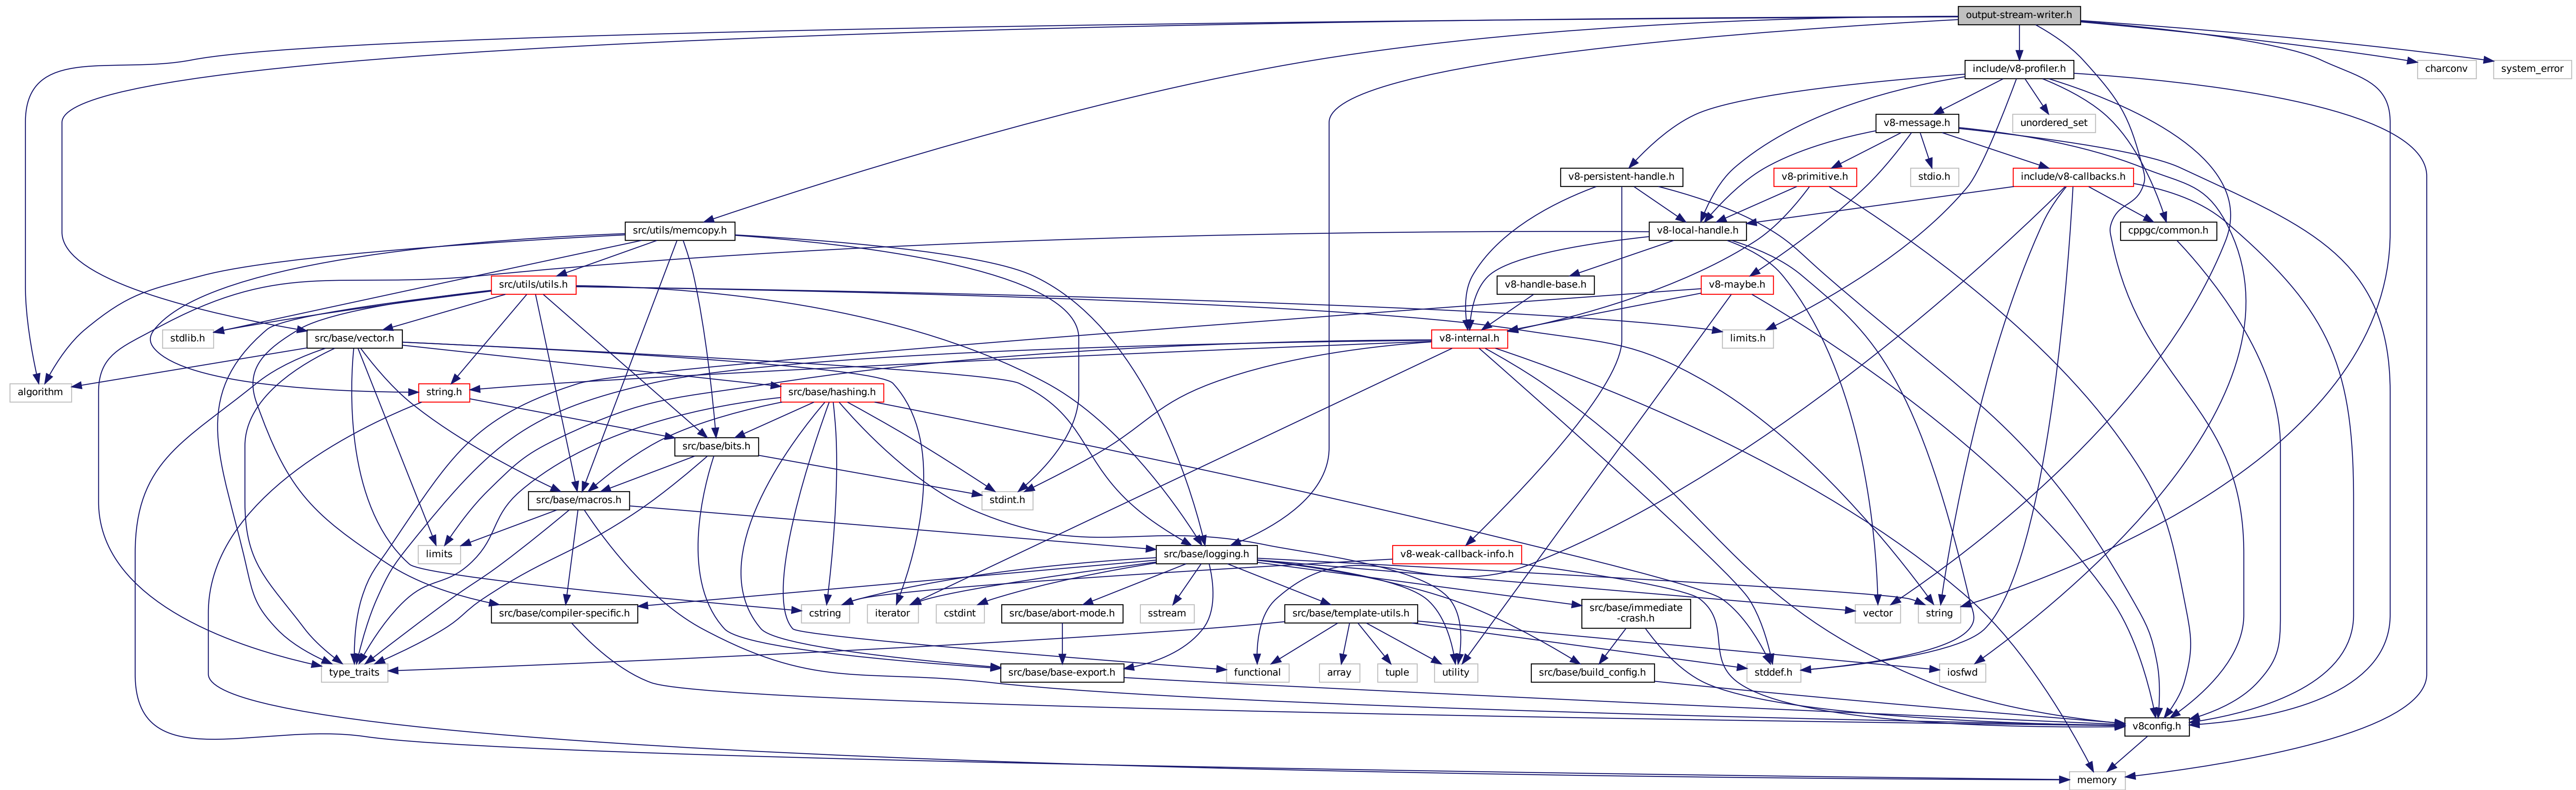 output-stream-writer.h
include/v8-profiler.h
charconv
system_error
v8-message.h
unordered_set
v8-persistent-handle.h
v8-primitive.h
stdio.h
include/v8-callbacks.h
src/utils/memcopy.h
v8-local-handle.h
cppgc/common.h
src/utils/utils.h
v8-handle-base.h
v8-maybe.h
stdlib.h
src/base/vector.h
v8-internal.h
limits.h
algorithm
string.h
src/base/hashing.h
src/base/bits.h
src/base/macros.h
stdint.h
limits
src/base/logging.h
v8-weak-callback-info.h
src/base/compiler-specific.h
cstring
iterator
cstdint
src/base/abort-mode.h
sstream
src/base/template-utils.h
src/base/immediate
-crash.h
vector
string
type_traits
src/base/base-export.h
functional
array
tuple
utility
src/base/build_config.h
stddef.h
iosfwd
v8config.h
memory